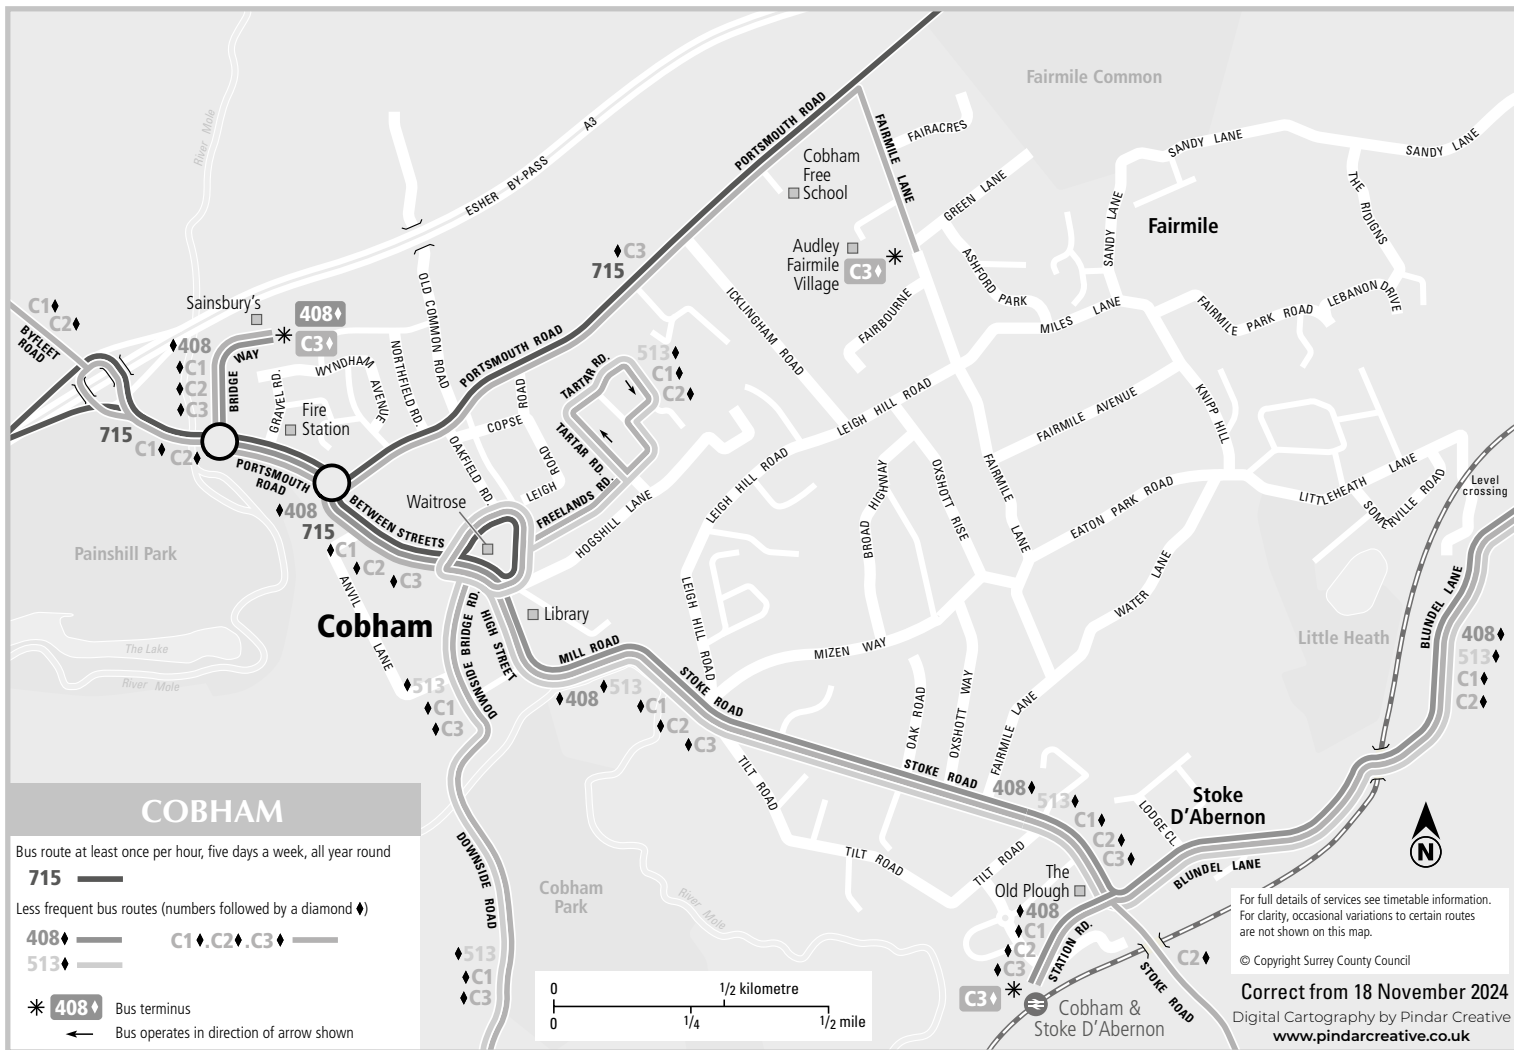 Fairmile Common
PORTSMOUTH ROAD
FAIRMILE LANE
FAIRACRES
SANDY LANE
SANDY LANE
River Mole
A3
ESHER BY-PASS
Cobham
Free
School
GREEN LANE
SANDY LANE
THE RIDIGNS
Fairmile
C3♦
715
Audley
Fairmile
Village
C3♦
ASHFORD PARK
C1♦
C2♦
BYFLEET
ROAD
Sainsbury's
408♦
C3♦
OLD COMMON ROAD
ICKLINGHAM ROAD
FAIRBOURNE
MILES LANE
FAIRMILE PARK ROAD
LEBANON DRIVE
♦408
♦C1
♦C2
♦C3
BRIDGE WAY
WYNDHAM AVENUE
NORTHFIELD RD.
PORTSMOUTH ROAD
TARTAR RD.
513♦
C1♦
C2♦
GRAVEL RD.
Fire
Station
COPSE ROAD
LEIGH HILL ROAD
FAIRMILE AVENUE
KNIPP HILL
715
C1♦
C2♦
PORTSMOUTH
ROAD
OAKFIELD RD.
TARTAR RD.
LEIGH ROAD
LEIGH HILL ROAD
BROAD HIGHWAY
OXSHOTT RISE
FAIRMILE LANE
EATON PARK ROAD
LITTLEHEATH LANE
SOMERVILLE ROAD
Level
crossing
♦408
715
BETWEEN STREETS
Waitrose
FREELANDS RD.
HOGSHILL LANE
Painshill Park
♦C1
♦C2
♦C3
ANVIL LANE
Cobham
DOWNSIDE BRIDGE RD.
HIGH STREET
Library
LEIGH HILL ROAD
WATER LANE
BLUNDEL LANE
Little Heath
408♦
513♦
C1♦
C2♦
The Lake
River Mole
MILL ROAD
MIZEN WAY
♦513
♦C1
♦C3
♦408
♦513
♦C1
♦C2
♦C3
STOKE ROAD
OAK ROAD
OXSHOTT WAY
FAIRMILE LANE
TILT ROAD
STOKE ROAD
408♦
513♦
C1♦
C2♦
C3♦
Stoke
D'Abernon
LODGE CL.
DOWNSIDE ROAD
TILT ROAD
TILT ROAD
The
Old Plough
BLUNDEL LANE
N
Cobham
Park
River Mole
♦408
♦C1
♦C2
♦C3
STATION RD.
C3♦
♦513
♦C1
♦C3
C2♦
STOKE ROAD
Cobham &
Stoke D'Abernon
COBHAM
Bus route at least once per hour, five days a week, all year round
715
Less frequent bus routes (numbers followed by a diamond ♦)
408♦ C1♦.C2♦.C3♦
513♦
408♦ Bus terminus
Bus operates in direction of arrow shown
0 1/2 kilometre
0 1/4 1/2 mile
For full details of services see timetable information.
For clarity, occasional variations to certain routes
are not shown on this map.
© Copyright Surrey County Council
Correct from 18 November 2024
Digital Cartography by Pindar Creative
www.pindarcreative.co.uk